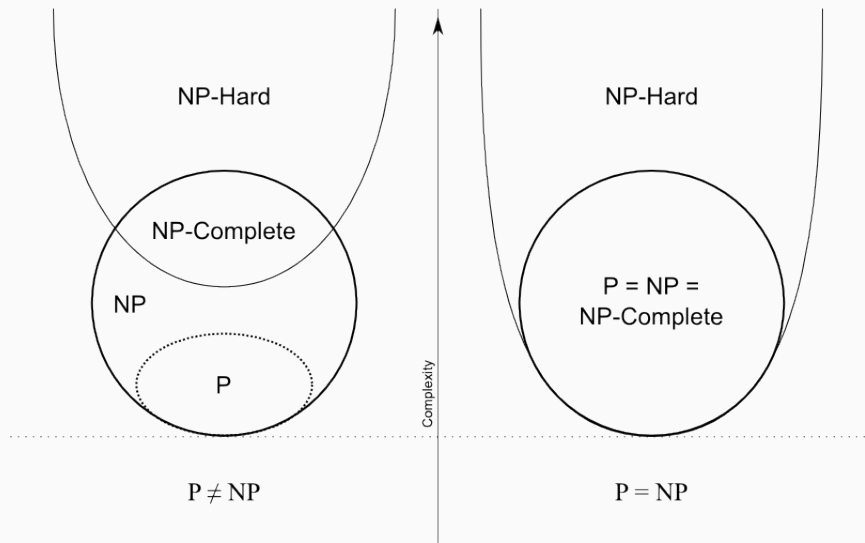 NP-Hard
NP-Complete
NP
P
P ≠ NP
Complexity
NP-Hard
P = NP =
NP-Complete
P = NP